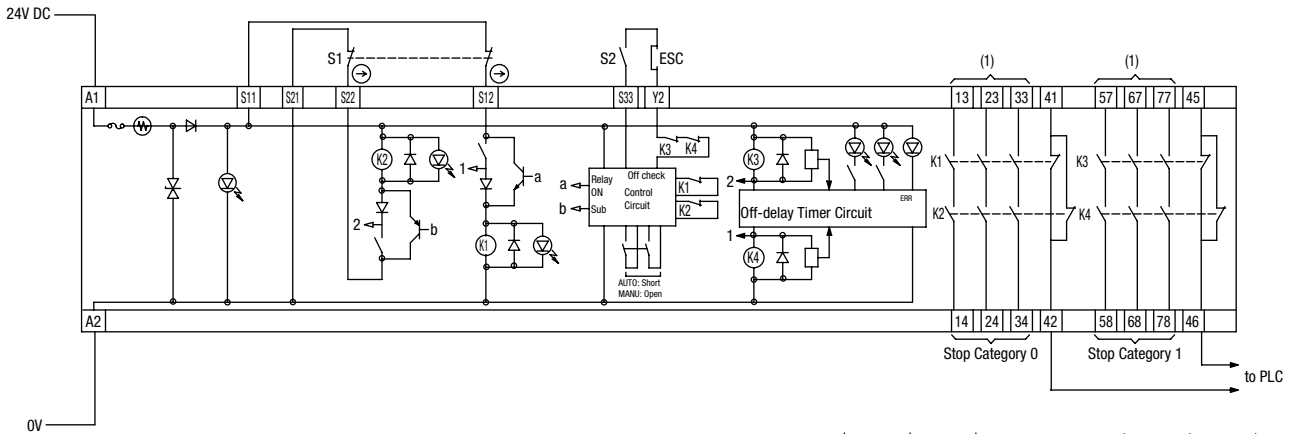 24V DC
S1
S2
ESC
(1)
(1)
A1
S11
S21
S22
S12
S33
Y2
13
23
33
41
57
67
77
45
K2
1
a
2
b
K1
K3
K4
a
Relay
ON
b
Sub
Off check
Control
Circuit
K1
K2
AUTO: Short
MANU: Open
K3
2
ERR
Off-delay Timer Circuit
1
K4
K1
K2
K3
K4
A2
14
24
34
42
58
68
78
46
Stop Category 0
Stop Category 1
to PLC
0V